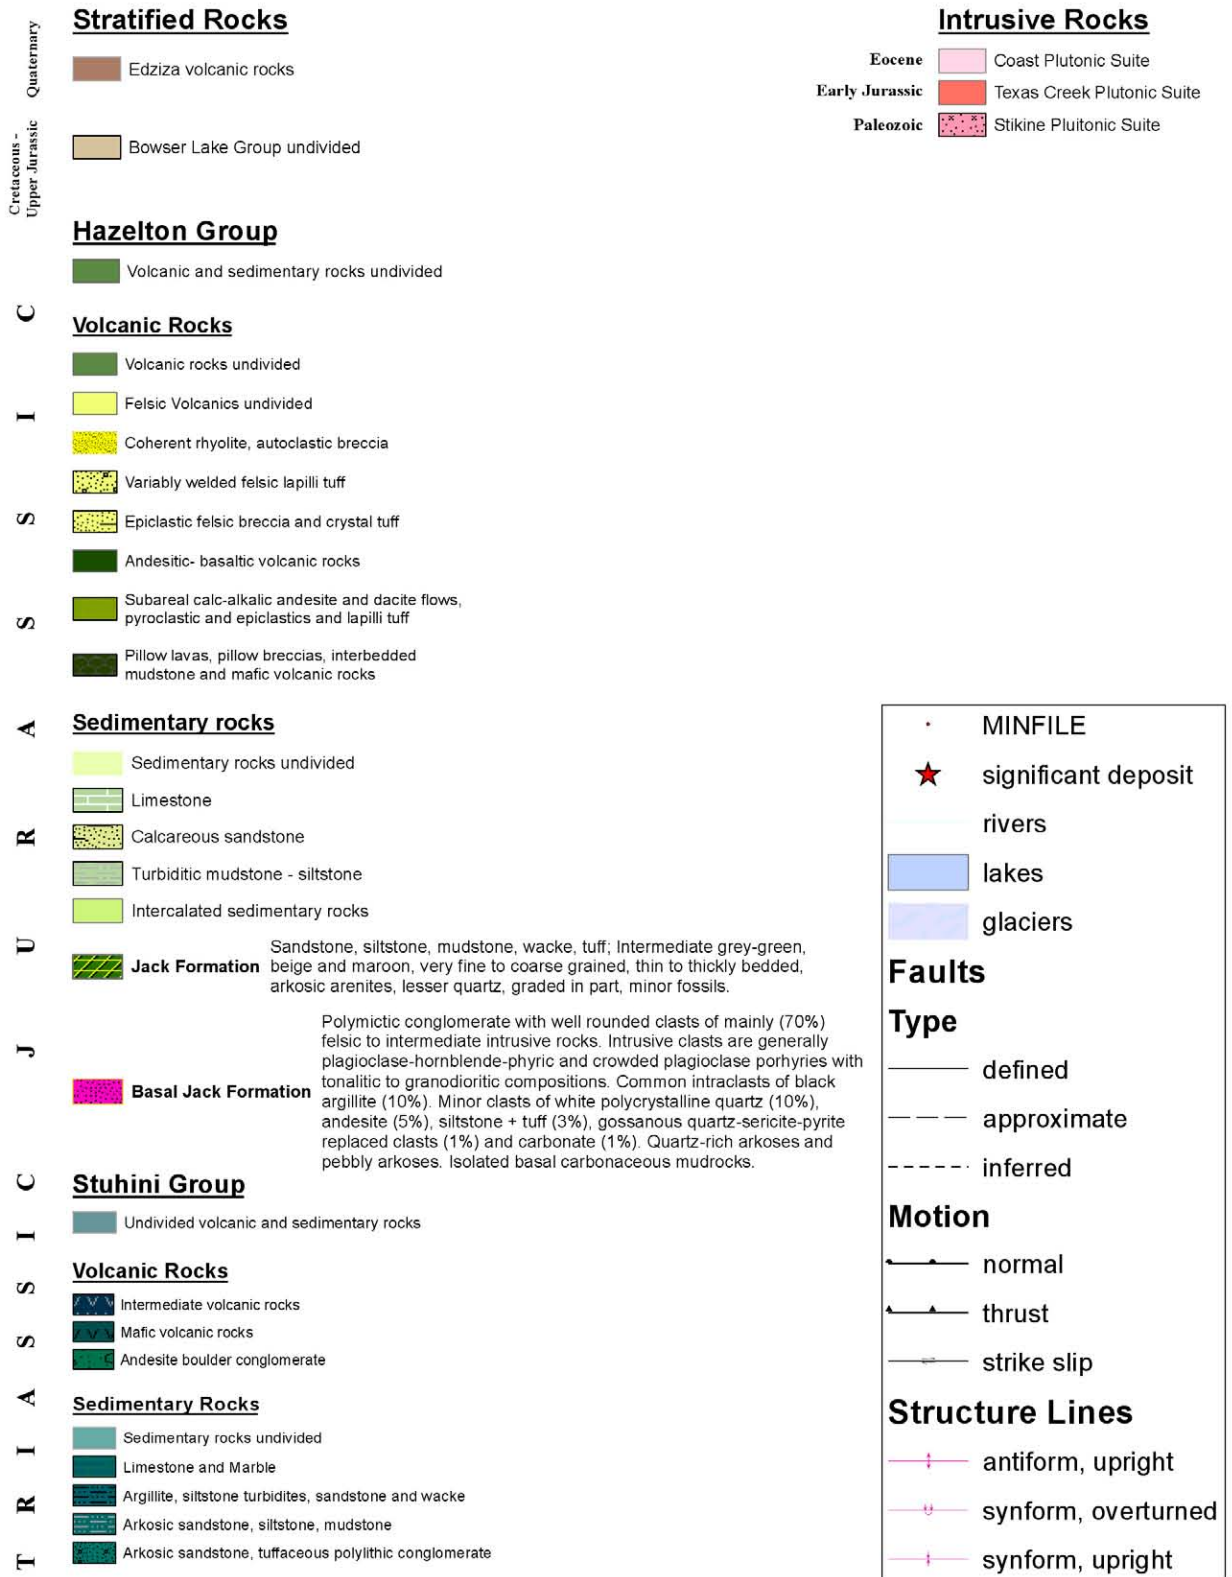 Stratified Rocks
Quaternary
Edziza volcanic rocks
Cretaceous -
Upper Jurassic
Bowser Lake Group undivided
Intrusive Rocks
Eocene
Coast Plutonic Suite
Early Jurassic
Texas Creek Plutonic Suite
Paleozoic
Stikine Pluitonic Suite
JURASSIC
Hazelton Group
Volcanic and sedimentary rocks undivided
Volcanic Rocks
Volcanic rocks undivided
Felsic Volcanics undivided
Coherent rhyolite, autoclastic breccia
Variably welded felsic lapilli tuff
Epiclastic felsic breccia and crystal tuff
Andesitic- basaltic volcanic rocks
Subareal calc-alkalic andesite and dacite flows,
pyroclastic and epiclastics and lapilli tuff
Pillow lavas, pillow breccias, interbedded
mudstone and mafic volcanic rocks
Sedimentary rocks
Sedimentary rocks undivided
Limestone
Calcareous sandstone
Turbiditic mudstone - siltstone
Intercalated sedimentary rocks
Jack Formation
Sandstone, siltstone, mudstone, wacke, tuff; Intermediate grey-green,
beige and maroon, very fine to coarse grained, thin to thickly bedded,
arkosic arenites, lesser quartz, graded in part, minor fossils.
Basal Jack Formation
Polymictic conglomerate with well rounded clasts of mainly (70%)
felsic to intermediate intrusive rocks. Intrusive clasts are generally
plagioclase-hornblende-phyric and crowded plagioclase porhyries with
tonalitic to granodioritic compositions. Common intraclasts of black
argillite (10%). Minor clasts of white polycrystalline quartz (10%),
andesite (5%), siltstone + tuff (3%), gossanous quartz-sericite-pyrite
replaced clasts (1%) and carbonate (1%). Quartz-rich arkoses and
pebbly arkoses. Isolated basal carbonaceous mudrocks.
TRIASSIC
Stuhini Group
Undivided volcanic and sedimentary rocks
Volcanic Rocks
Intermediate volcanic rocks
Mafic volcanic rocks
Andesite boulder conglomerate
Sedimentary Rocks
Sedimentary rocks undivided
Limestone and Marble
Argillite, siltstone turbidites, sandstone and wacke
Arkosic sandstone, siltstone, mudstone
Arkosic sandstone, tuffaceous polylithic conglomerate
MINFILE
significant deposit
rivers
lakes
glaciers
Faults
Type
defined
approximate
inferred
Motion
normal
thrust
strike slip
Structure Lines
antiform, upright
synform, overturned
synform, upright